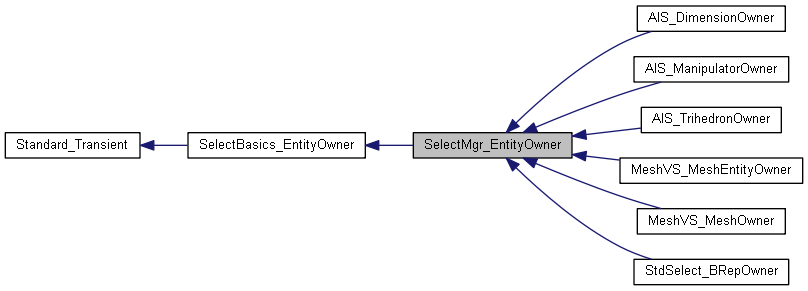 AIS_DimensionOwner
AIS_ManipulatorOwner
AIS_TrihedronOwner
Standard_Transient
SelectBasics_EntityOwner
SelectMgr_EntityOwner
MeshVS_MeshEntityOwner
MeshVS_MeshOwner
StdSelect_BRepOwner